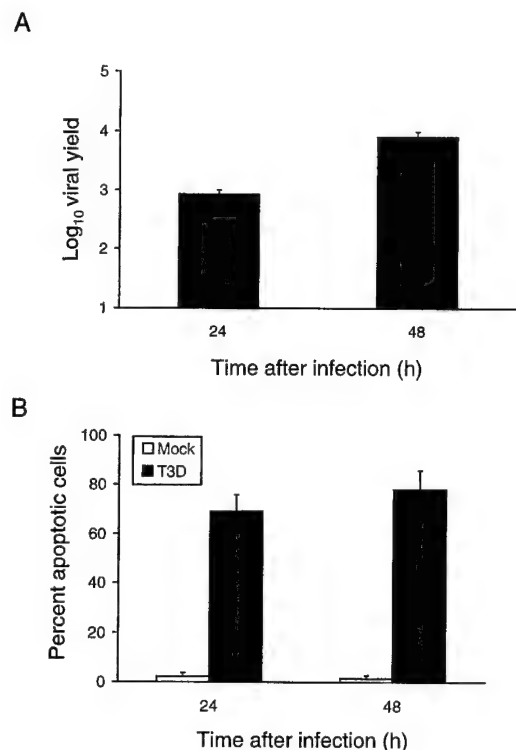 A
5
4
3
2
1
Log₁₀ viral yield
24 48
Time after infection (h)
B
100
80
60
40
20
0
Percent apoptotic cells
Mock
T3D
24 48
Time after infection (h)